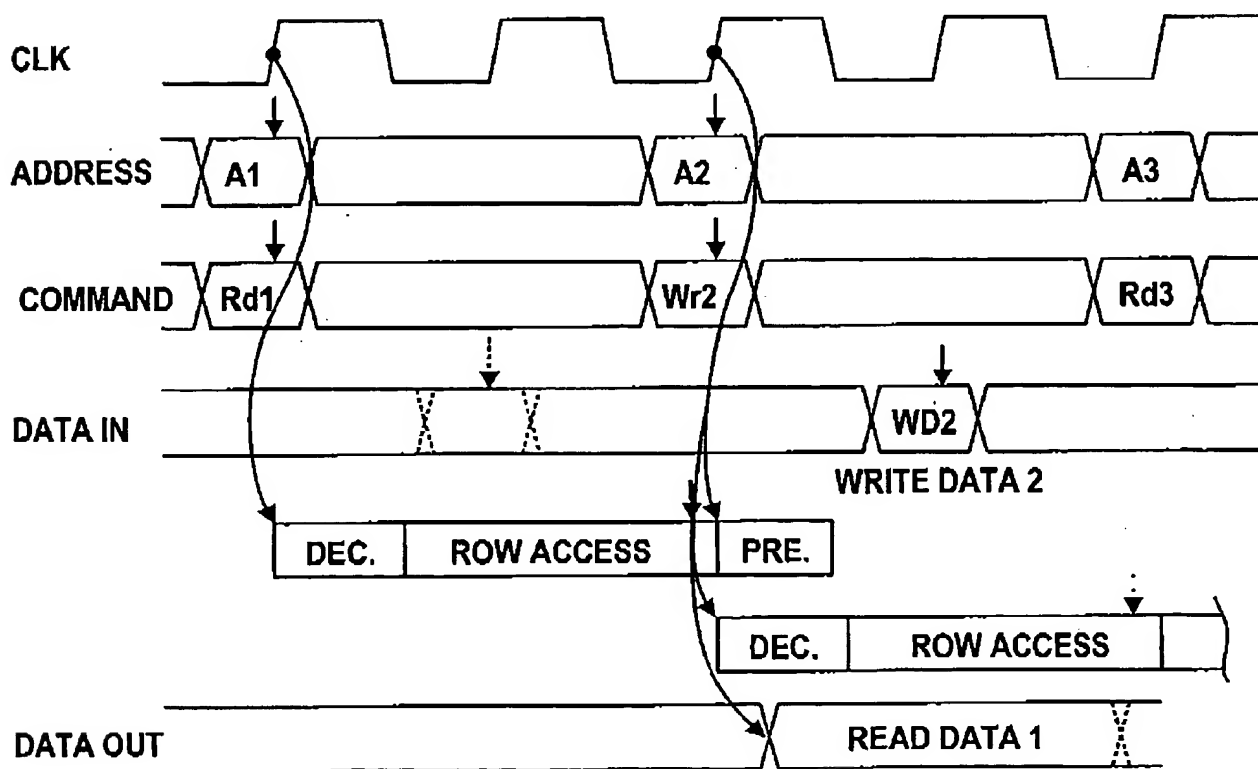 CLK
ADDRESS A1 A2 A3
COMMAND Rd1 Wr2 Rd3
DATA IN WD2
WRITE DATA 2
DEC. ROW ACCESS PRE.
DEC. ROW ACCESS
DATA OUT READ DATA 1